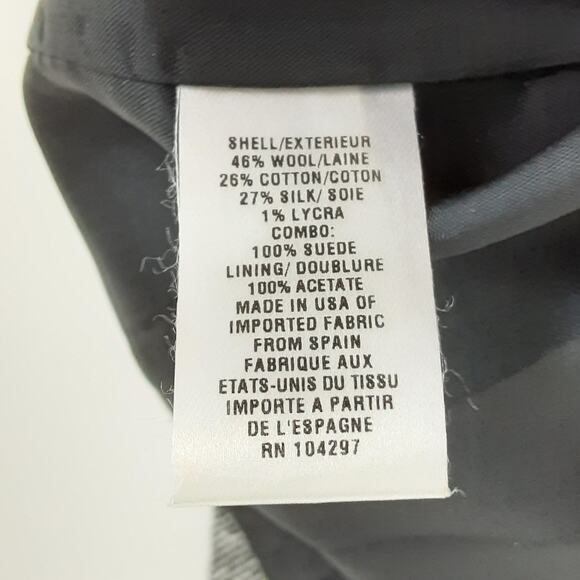 SHELL/EXTERIEUR
46% WOOL/LAINE
26% COTTON/COTON
27% SILK/ SOIE
1% LYCRA
COMBO:
100% SUEDE
LINING/ DOUBLURE
100% ACETATE
MADE IN USA OF
IMPORTED FABRIC
FROM SPAIN
FABRIQUE AUX
ETATS-UNIS DU TISSU
IMPORTE A PARTIR
DE L'ESPAGNE
RN 104297